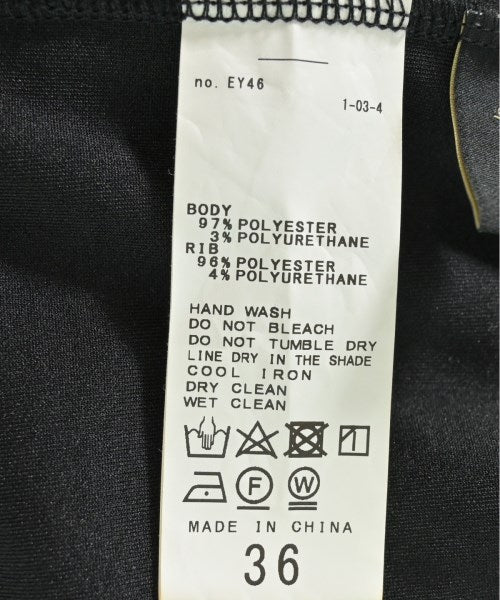 no. EY46
1-03-4
BODY
97% POLYESTER
3% POLYURETHANE
RIB
96% POLYESTER
4% POLYURETHANE
HAND WASH
DO NOT BLEACH
DO NOT TUMBLE DRY
LINE DRY IN THE SHADE
COOL IRON
DRY CLEAN
WET CLEAN
F W
MADE IN CHINA
36